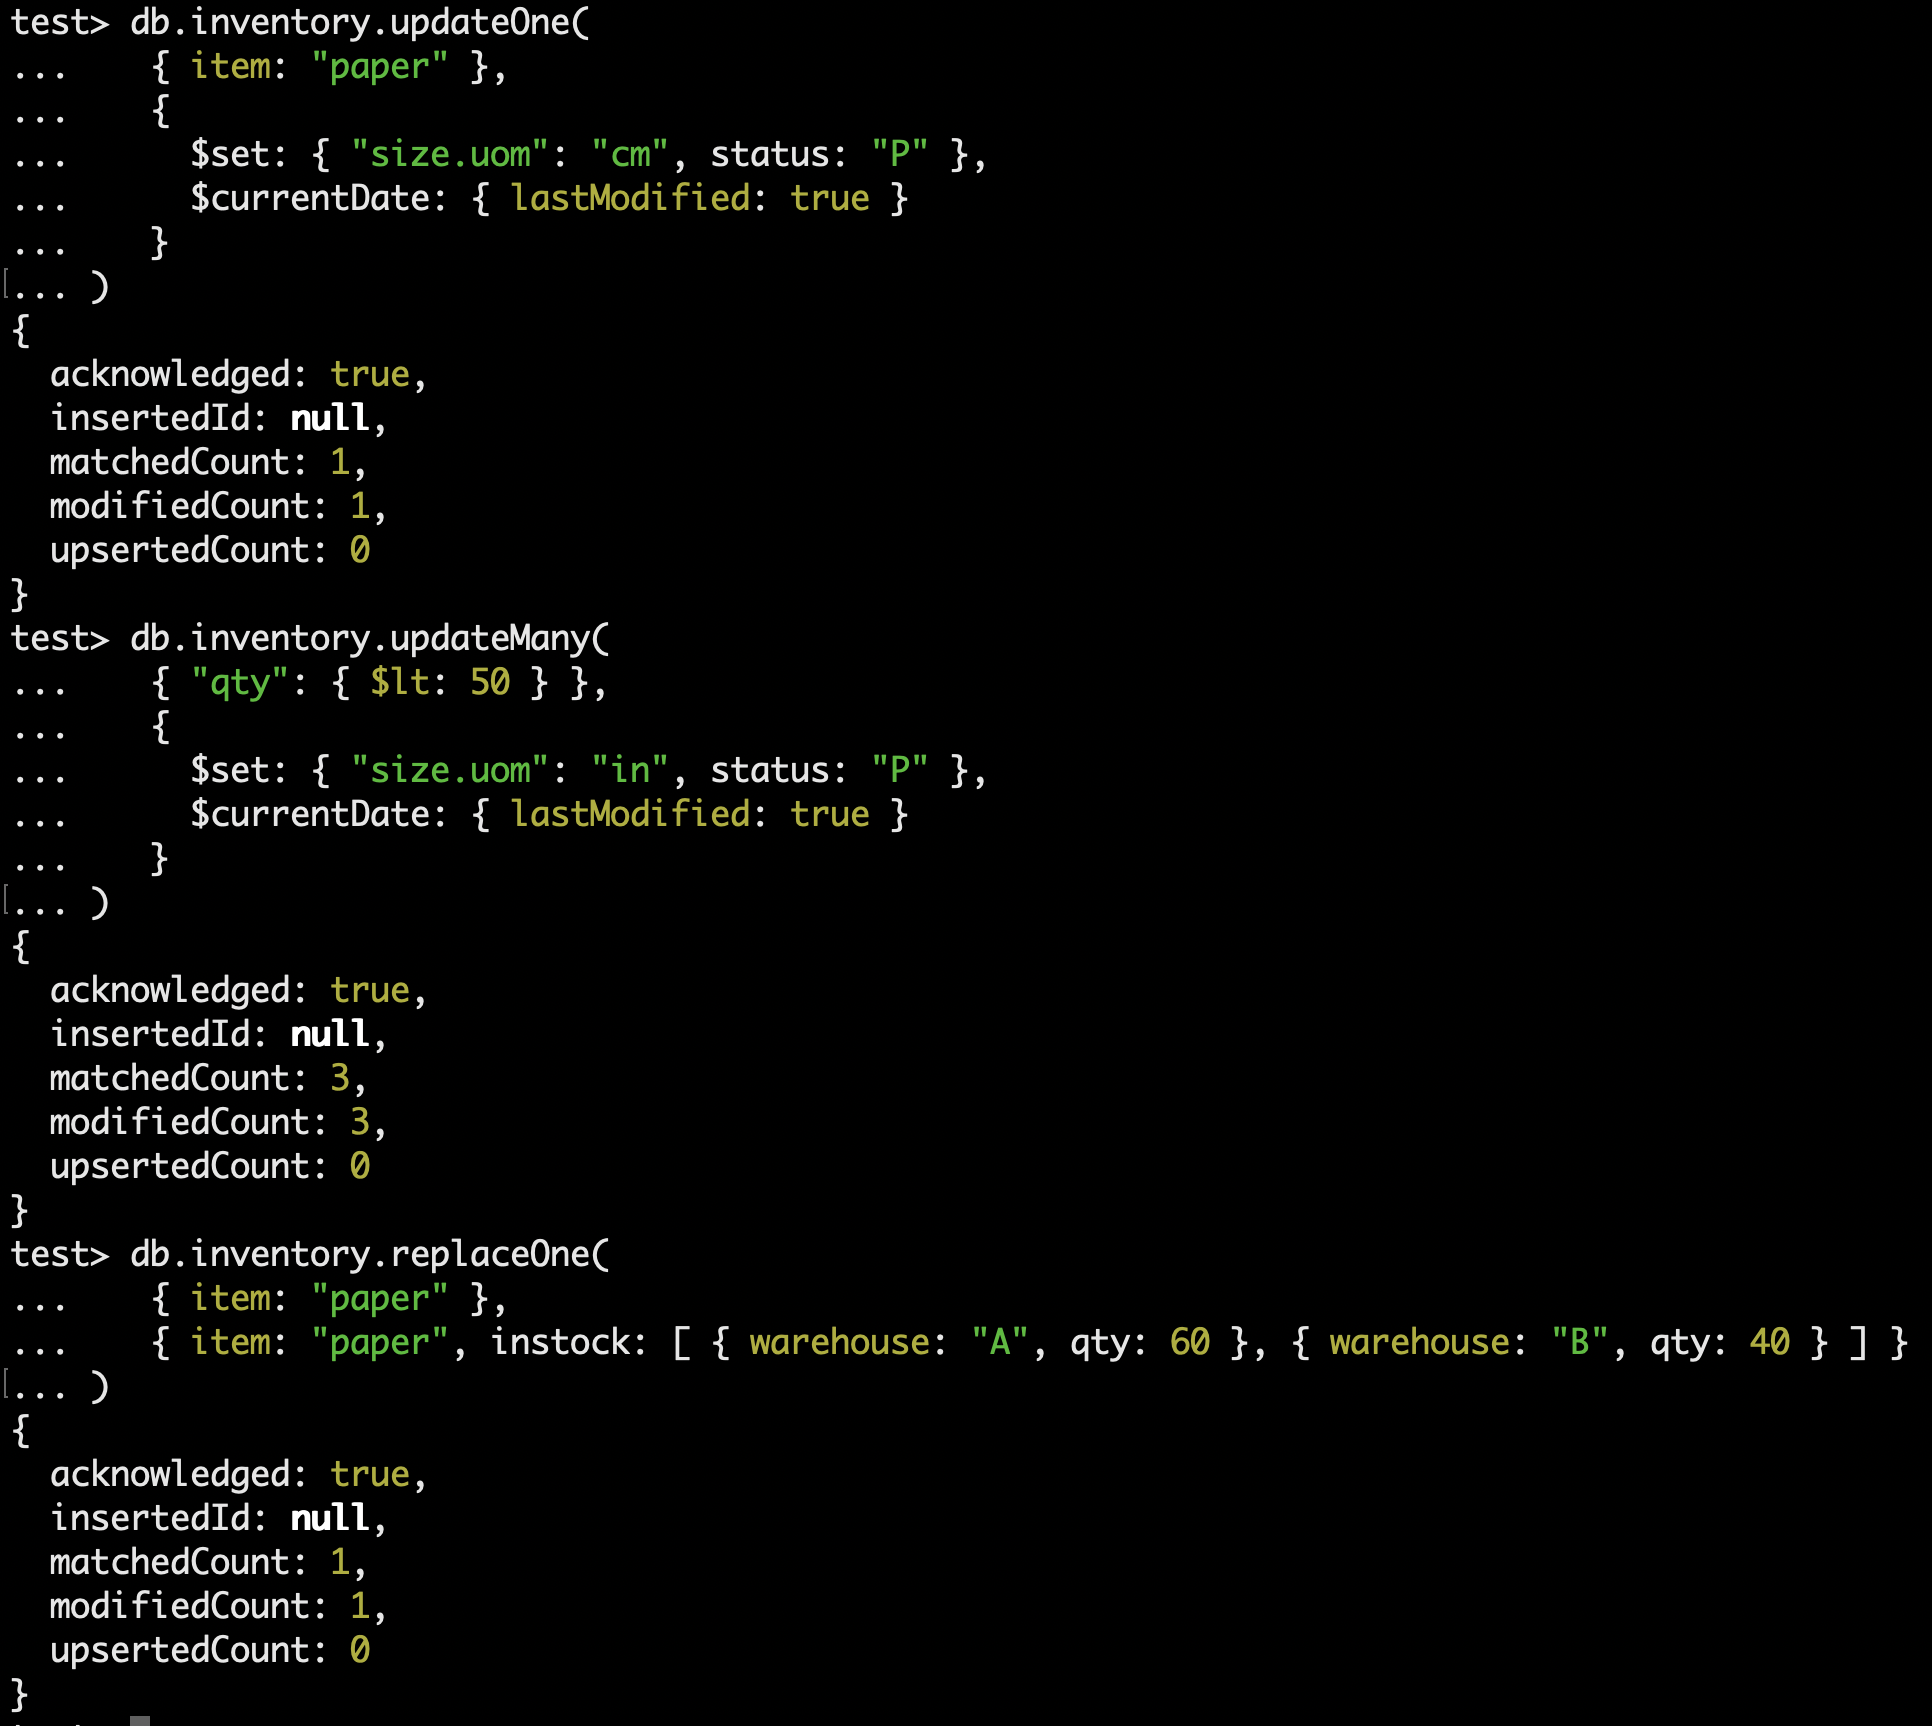 test> db.inventory.updateOne(
...    { item: "paper" },
...    {
...      $set: { "size.uom": "cm", status: "P" },
...      $currentDate: { lastModified: true }
...    }
... )
{
  acknowledged: true,
  insertedId: null,
  matchedCount: 1,
  modifiedCount: 1,
  upsertedCount: 0
}
test> db.inventory.updateMany(
...    { "qty": { $lt: 50 } },
...    {
...      $set: { "size.uom": "in", status: "P" },
...      $currentDate: { lastModified: true }
...    }
... )
{
  acknowledged: true,
  insertedId: null,
  matchedCount: 3,
  modifiedCount: 3,
  upsertedCount: 0
}
test> db.inventory.replaceOne(
...    { item: "paper" },
...    { item: "paper", instock: [ { warehouse: "A", qty: 60 }, { warehouse: "B", qty: 40 } ] }
... )
{
  acknowledged: true,
  insertedId: null,
  matchedCount: 1,
  modifiedCount: 1,
  upsertedCount: 0
}